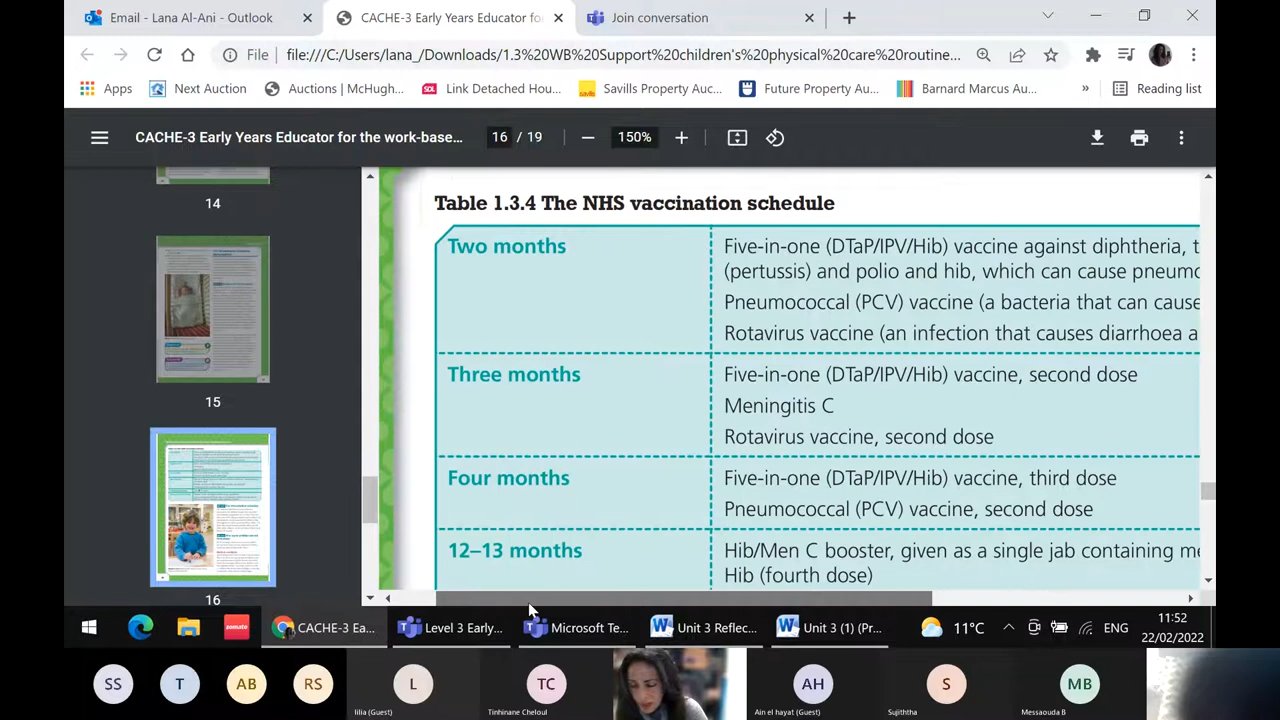 Email - Lana Al-Ani - Outlook
CACHE-3 Early Years Educator fo
Join conversation
File
file:///C:/Users/lana_/Downloads/1.3%20WB%20Support%20children's%20physical%20care%20routine...
Apps
Next Auction
Auctions | McHugh...
SDL
Link Detached Hou...
Savills Property Auc...
Future Property Au...
Barnard Marcus Au...
»
Reading list
CACHE-3 Early Years Educator for the work-base...
16 / 19
150%
14
15
16
Table 1.3.4 The NHS vaccination schedule
Two months
Five-in-one (DTaP/IPV/Hib) vaccine against diphtheria, t
(pertussis) and polio and hib, which can cause pneumo
Pneumococcal (PCV) vaccine (a bacteria that can cause
Rotavirus vaccine (an infection that causes diarrhoea a
Three months
Five-in-one (DTaP/IPV/Hib) vaccine, second dose
Meningitis C
Rotavirus vaccine, second dose
Four months
Five-in-one (DTaP/IPV/Hib) vaccine, third dose
Pneumococcal (PCV) vaccine, second dose
12–13 months
Hib/Men C booster, given as a single jab containing me
Hib (fourth dose)
zomato
CACHE-3 Ea...
Level 3 Early...
Microsoft Te...
Unit 3 Reflec...
Unit 3 (1) (Pr...
11°C
ENG
11:52
22/02/2022
SS
T
AB
RS
L
lilia (Guest)
TC
Tinhinane Cheloul
AH
Ain el hayat (Guest)
S
Sujiththa
MB
Messaouda B